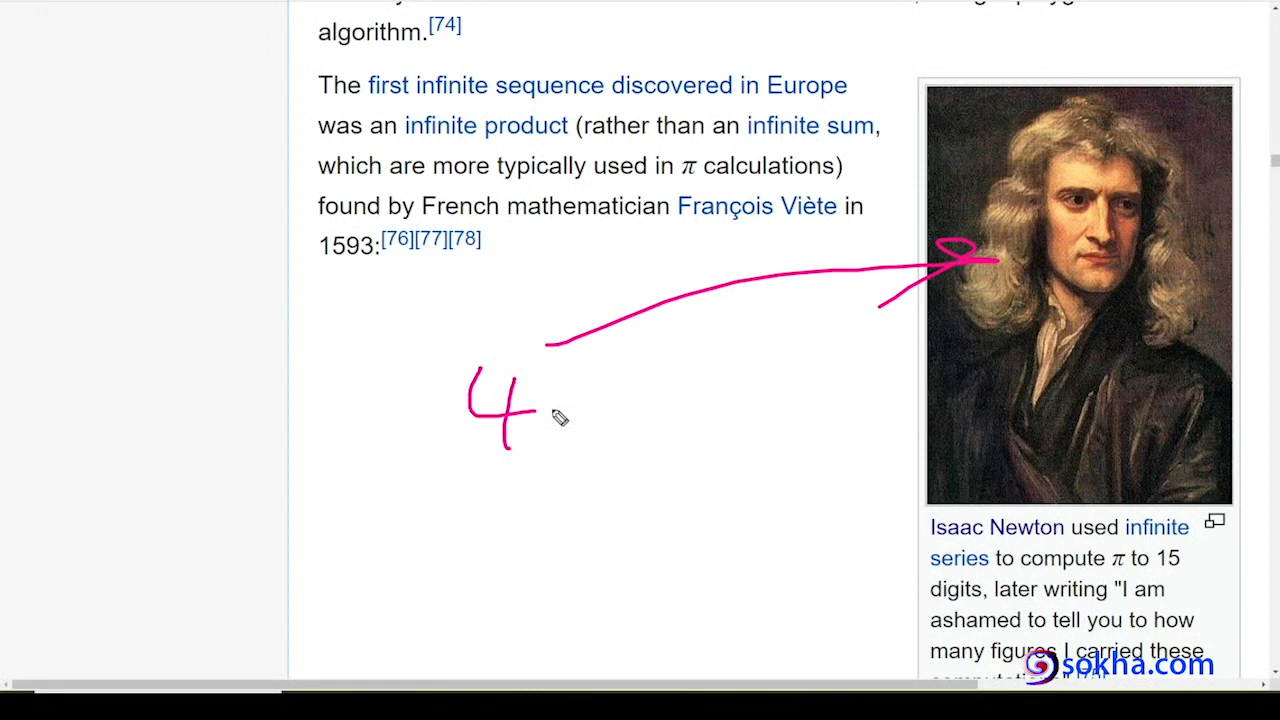 algorithm.[74]
The first infinite sequence discovered in Europe
was an infinite product (rather than an infinite sum,
which are more typically used in π calculations)
found by French mathematician François Viète in
1593:[76][77][78]
4
Isaac Newton used infinite
series to compute π to 15
digits, later writing "I am
ashamed to tell you to how
many figures I carried these
sokha.com